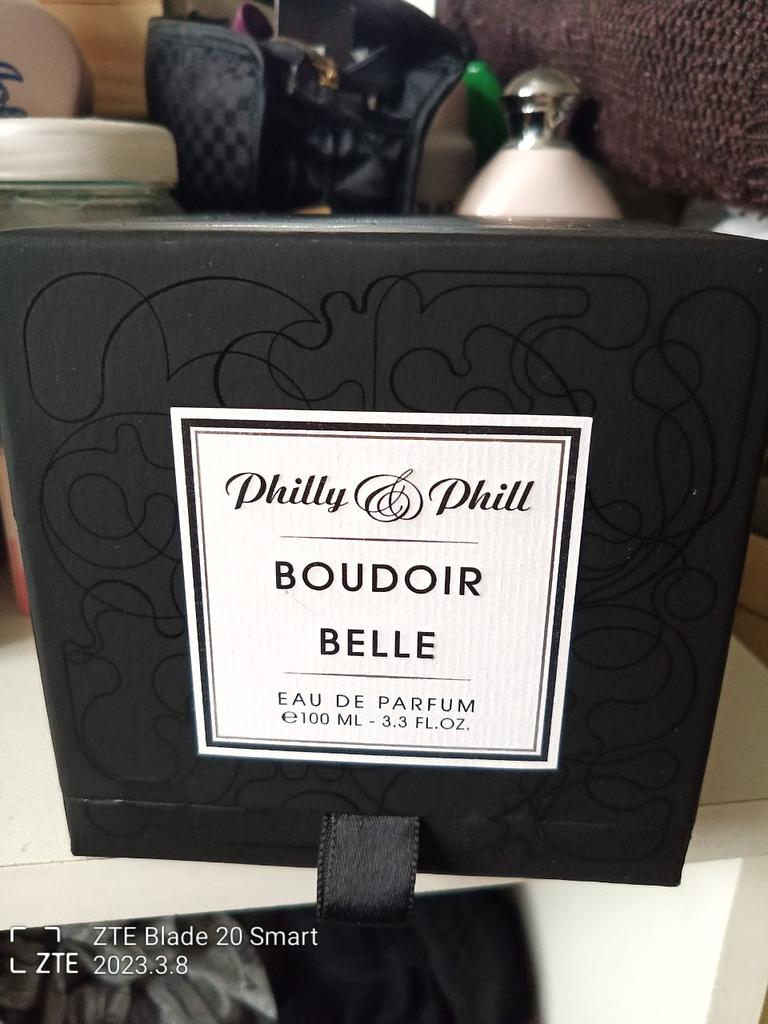 Philly & Phill
BOUDOIR
BELLE
EAU DE PARFUM
℮100 ML - 3.3 FL.OZ.
ZTE Blade 20 Smart
ZTE 2023.3.8